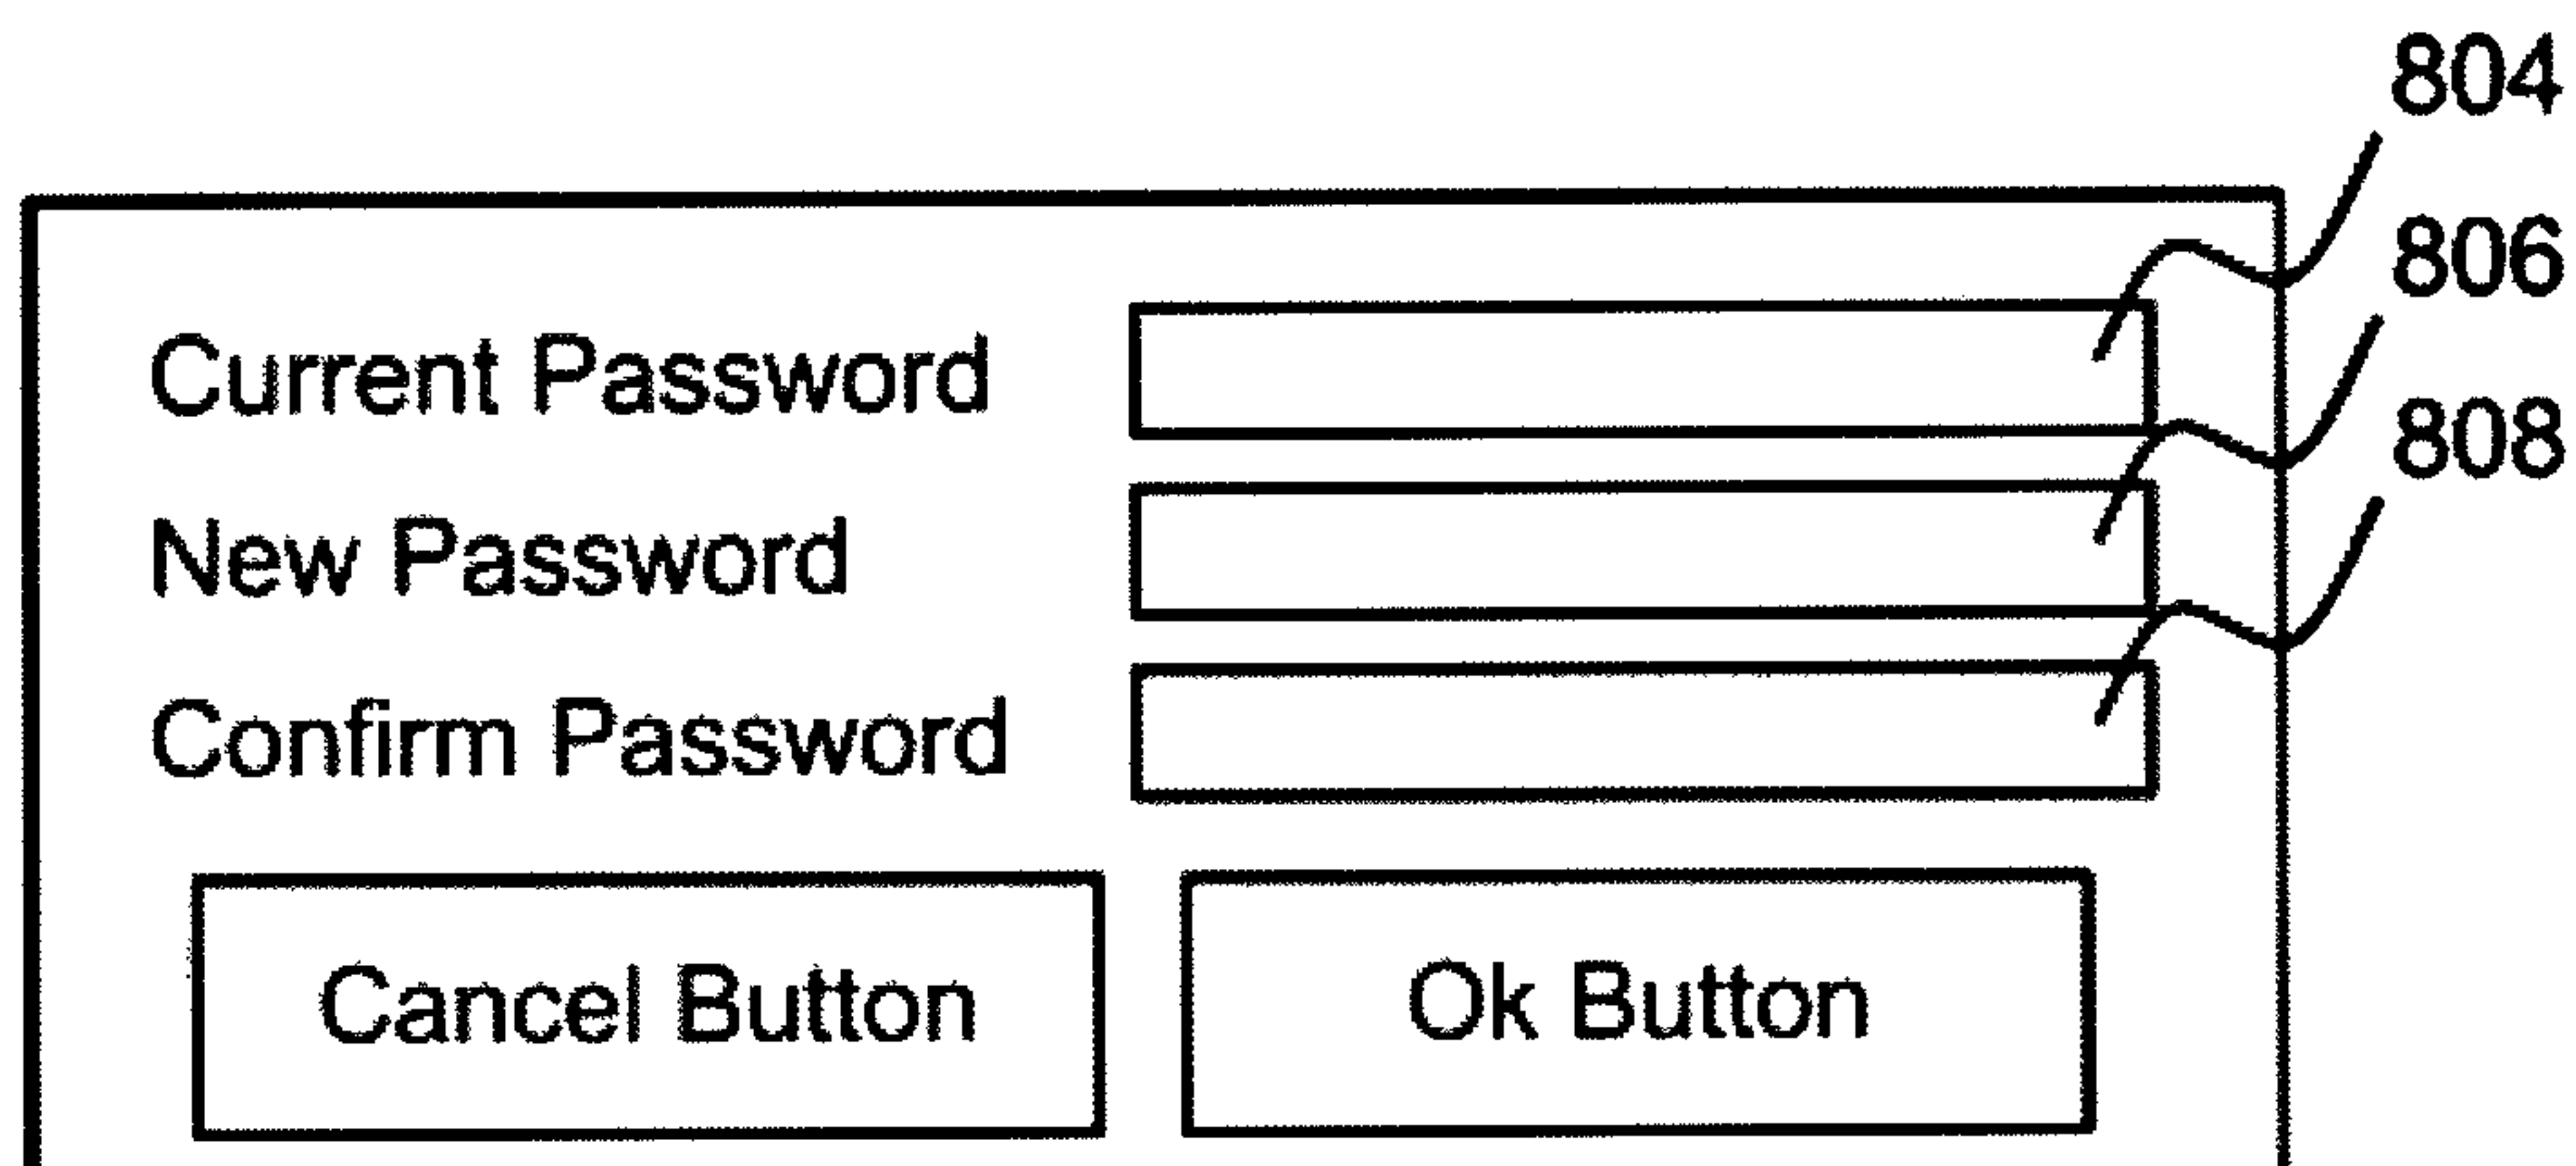 804
806
Current Password
808
New Password
Confirm Password
Cancel Button
Ok Button